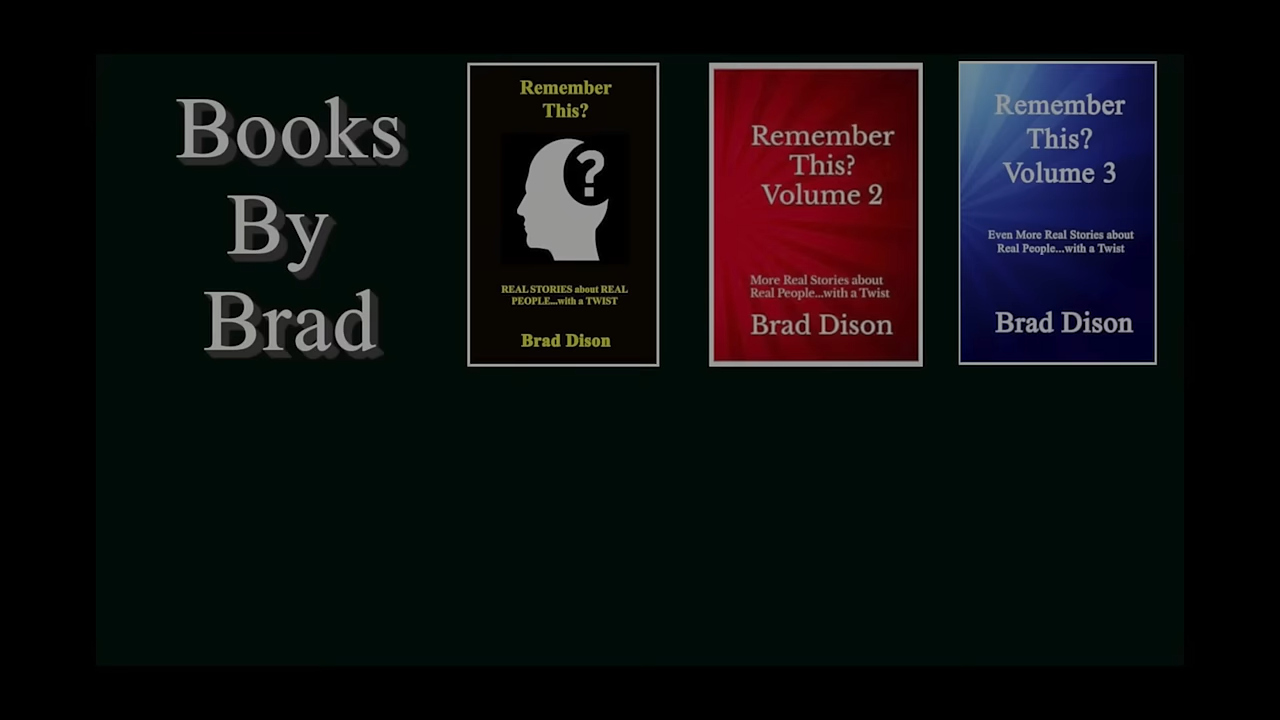 Books
By
Brad
Remember
This?
?
REAL STORIES about REAL
PEOPLE...with a TWIST
Brad Dison
Remember
This?
Volume 2
More Real Stories about
Real People...with a Twist
Brad Dison
Remember
This?
Volume 3
Even More Real Stories about
Real People...with a Twist
Brad Dison